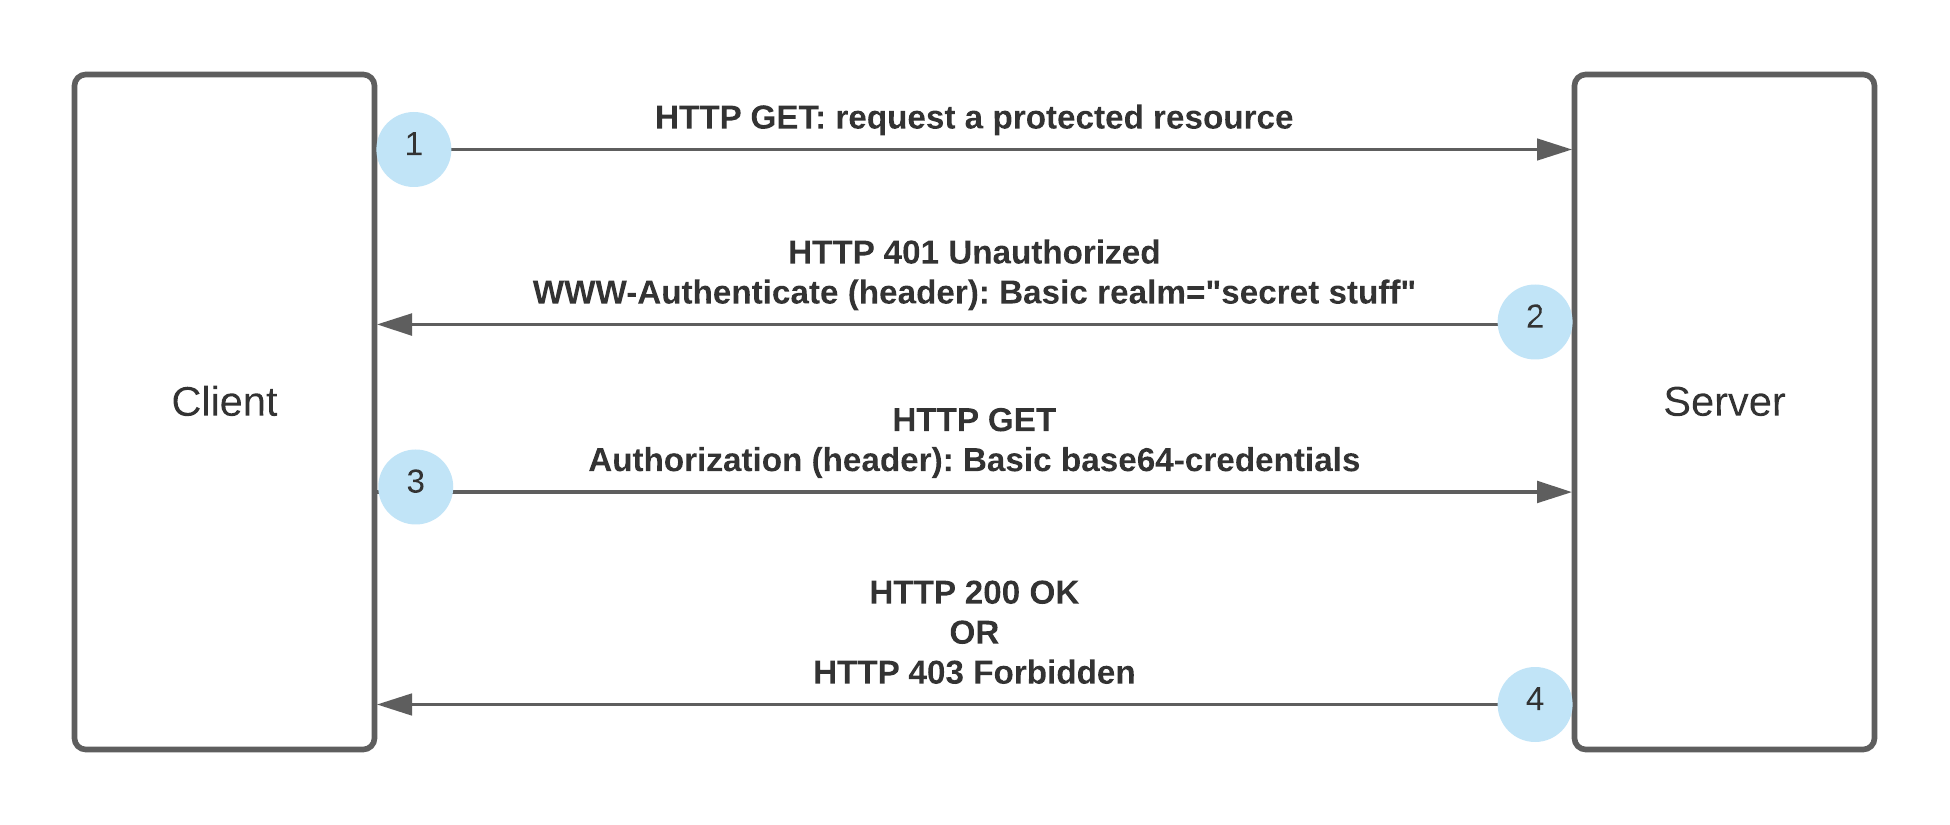 1
HTTP GET: request a protected resource
HTTP 401 Unauthorized
WWW-Authenticate (header): Basic realm="secret stuff"
2
Client
Server
HTTP GET
Authorization (header): Basic base64-credentials
3
HTTP 200 OK
OR
HTTP 403 Forbidden
4